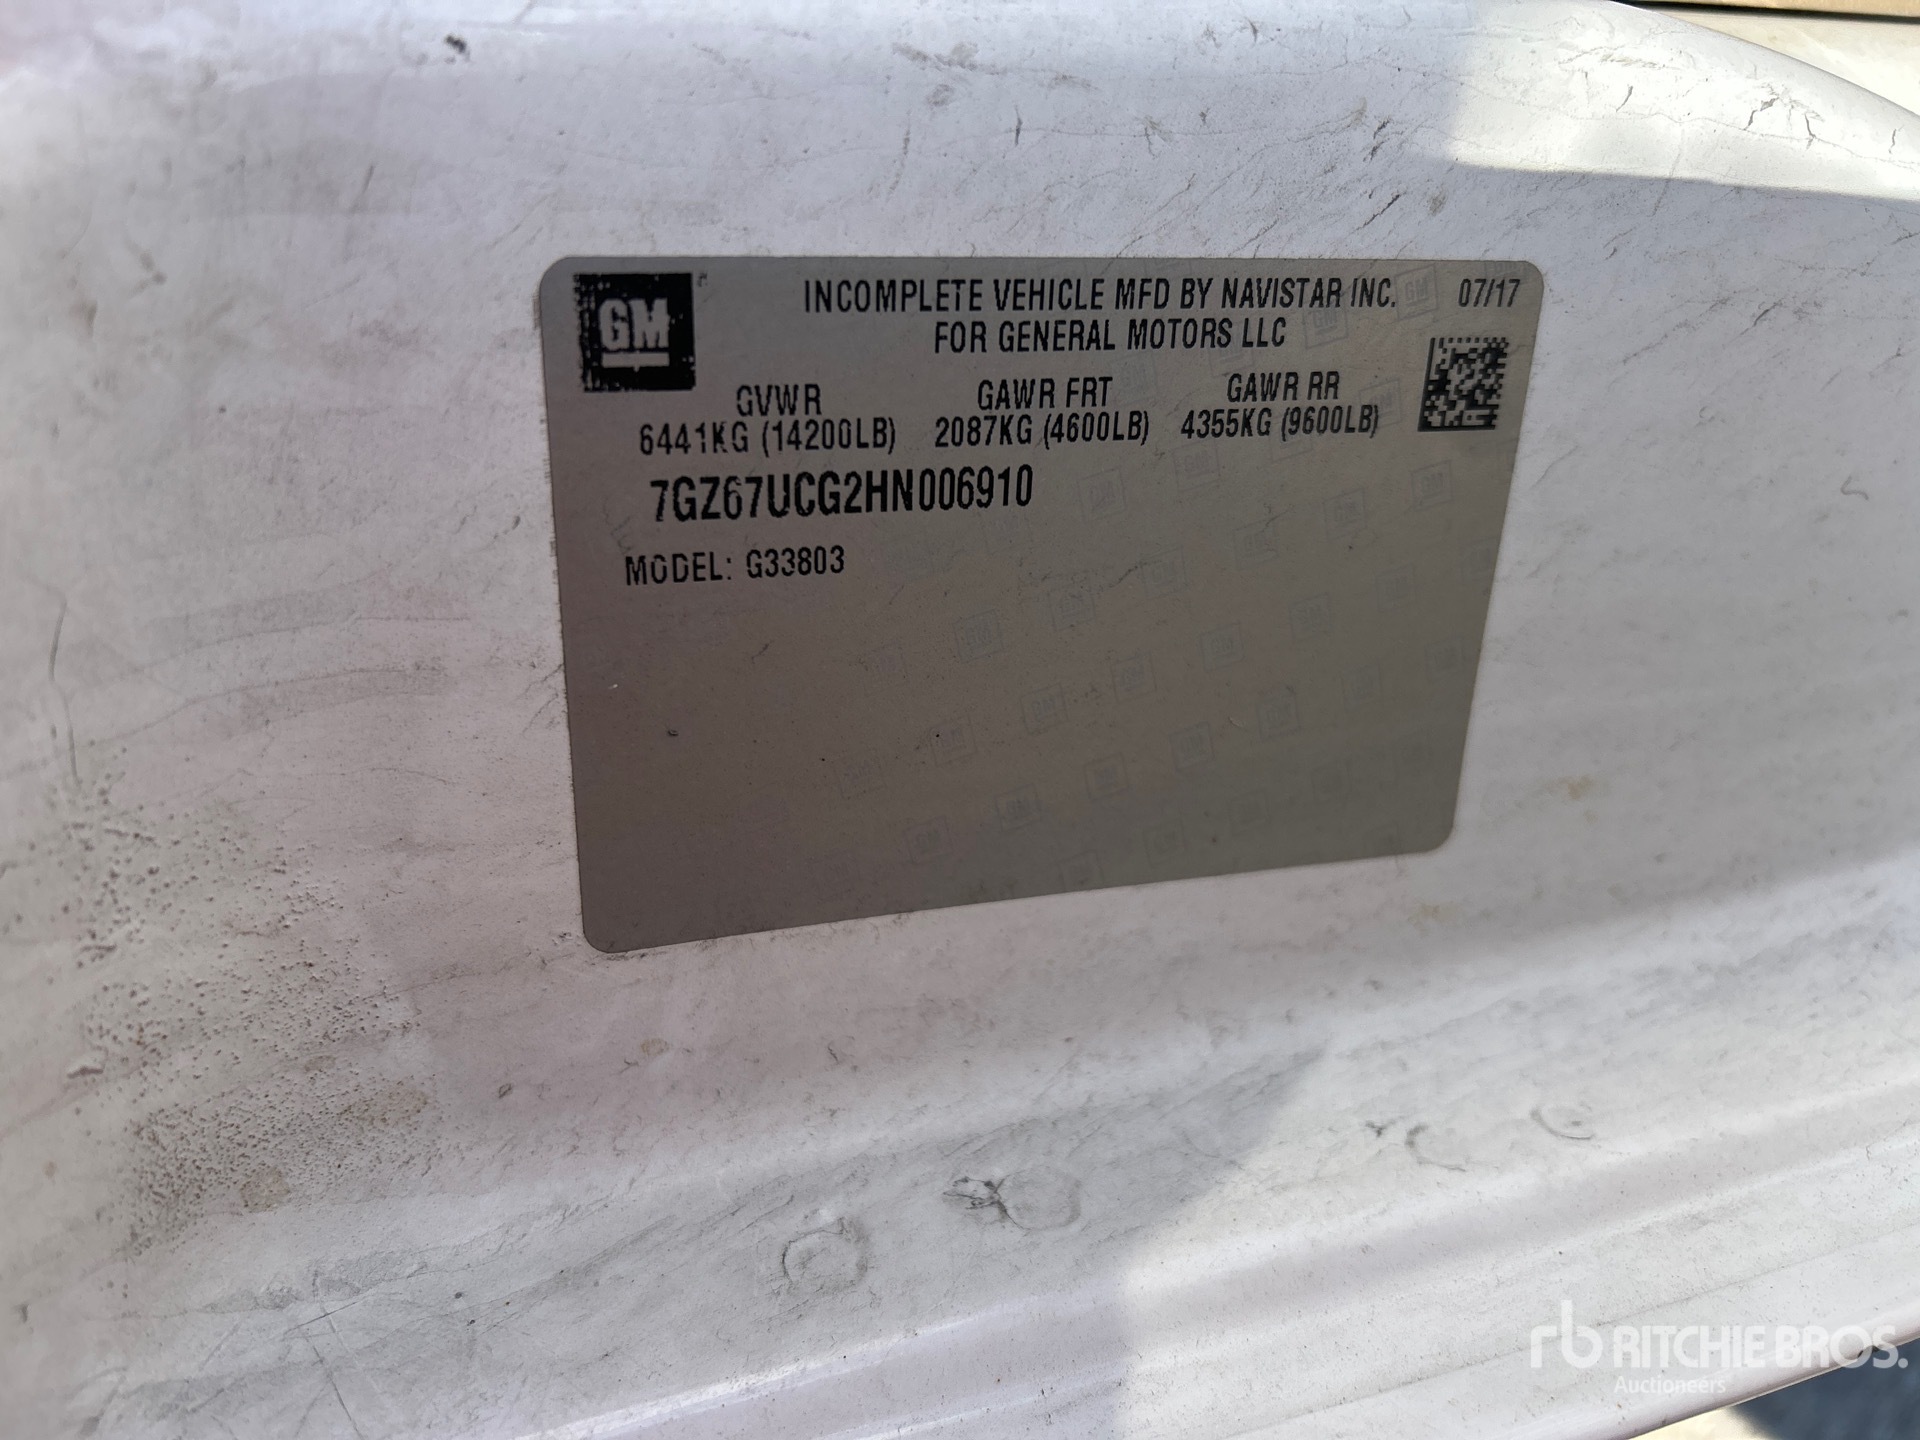 GM
INCOMPLETE VEHICLE MFD BY NAVISTAR INC. 07/17
FOR GENERAL MOTORS LLC
GVWR GAWR FRT GAWR RR
6441KG (14200LB) 2087KG (4600LB) 4355KG (9600LB)
7GZ67UCG2HN006910
MODEL: G33803
rb RITCHIE BROS.
Auctioneers